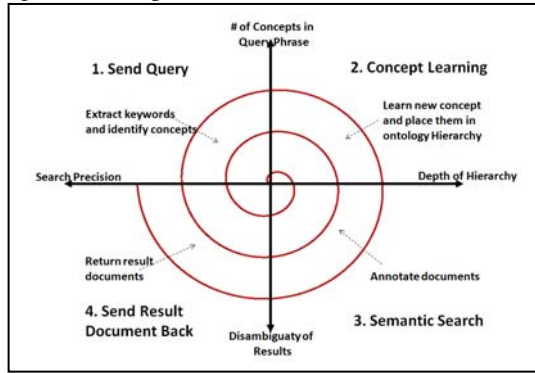 # of Concepts in
Query Phrase
1. Send Query
2. Concept Learning
Extract keywords
and identify concepts
Learn new concept
and place them in
ontology Hierarchy
Search Precision
Depth of Hierarchy
Return result
documents
Annotate documents
4. Send Result
Document Back
3. Semantic Search
Disambiguaty of
Results